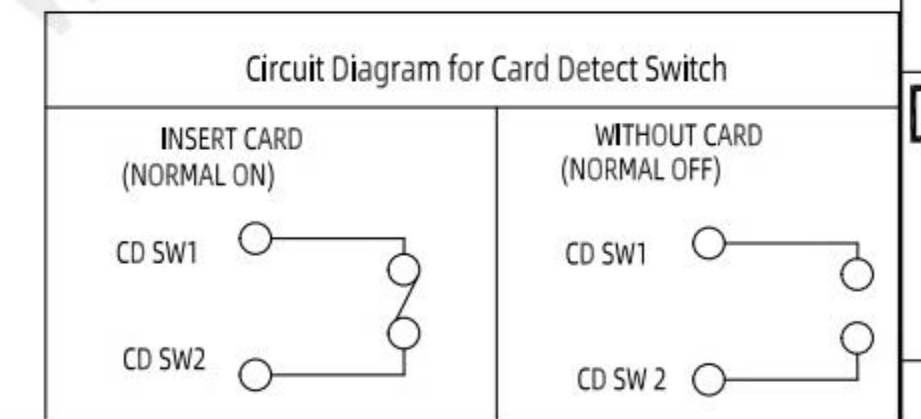 Circuit Diagram for Card Detect Switch
INSERT CARD
(NORMAL ON)
CD SW1
CD SW2
WITHOUT CARD
(NORMAL OFF)
CD SW1
CD SW 2